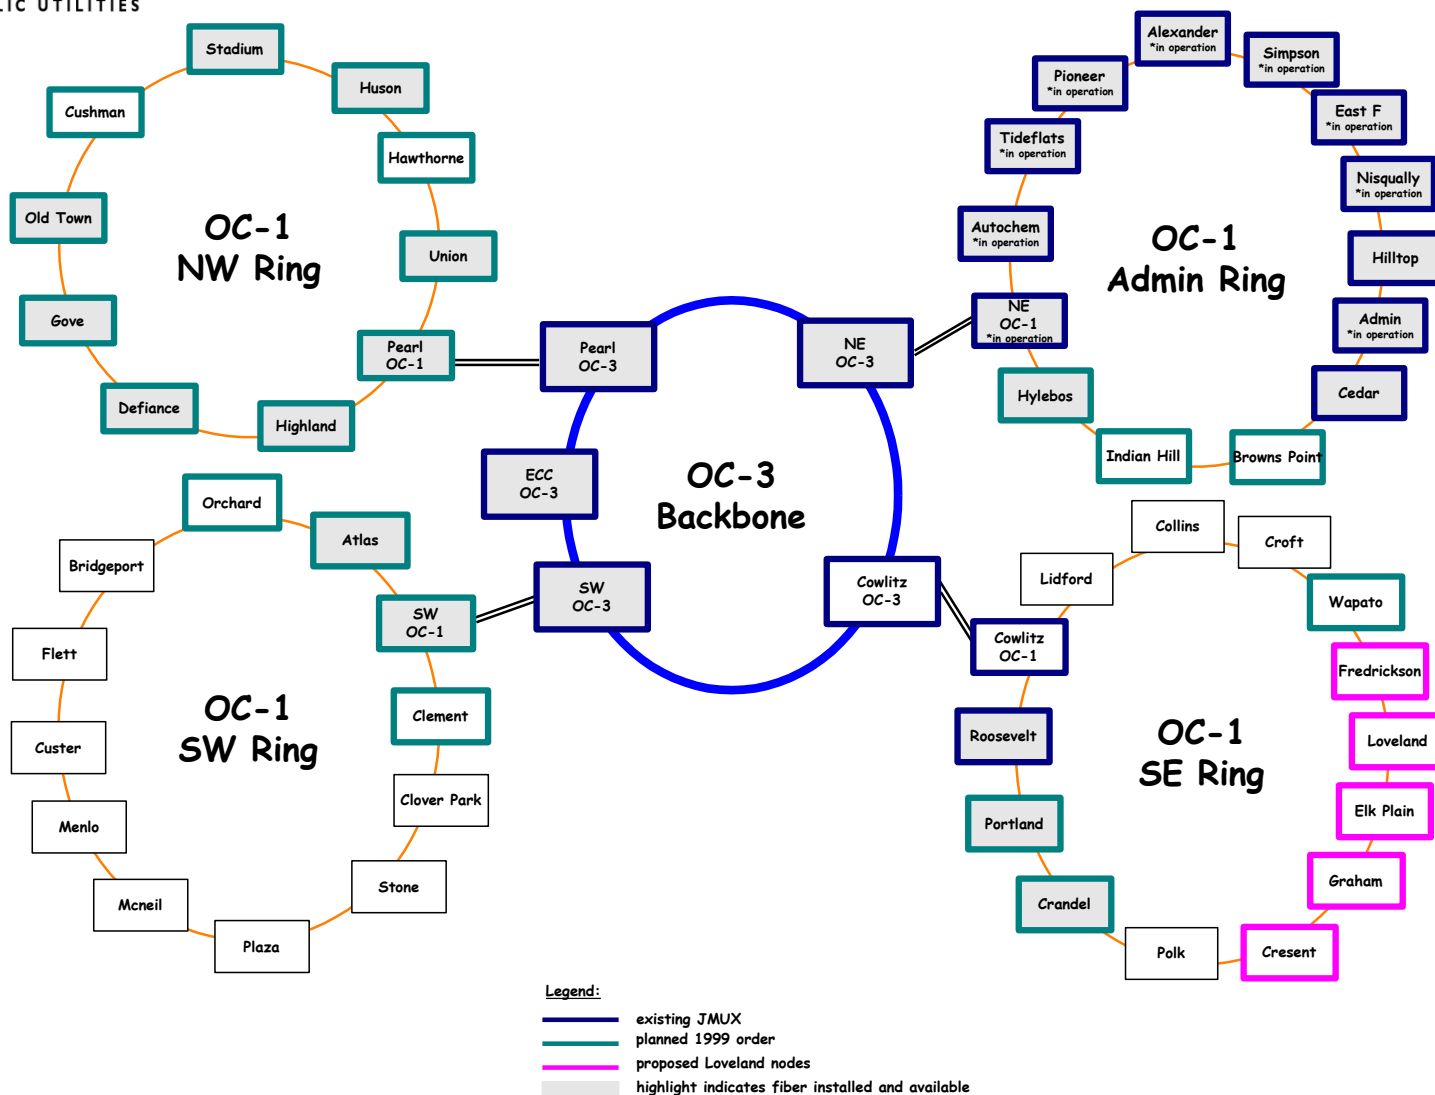 LIC UTILITIES
Stadium
Huson
Cushman
Hawthorne
Old Town
OC-1
NW Ring
Union
Gove
Pearl
OC-1
Defiance
Highland
Alexander
*in operation
Simpson
*in operation
Pioneer
*in operation
East F
*in operation
Tideflats
*in operation
Nisqually
*in operation
Autochem
*in operation
OC-1
Admin Ring
Hilltop
NE
OC-1
*in operation
Admin
*in operation
Hylebos
Cedar
Indian Hill
Browns Point
Pearl
OC-3
NE
OC-3
ECC
OC-3
OC-3
Backbone
SW
OC-3
Cowlitz
OC-3
Orchard
Atlas
Bridgeport
SW
OC-1
Flett
OC-1
SW Ring
Clement
Custer
Clover Park
Menlo
Stone
Mcneil
Plaza
Collins
Croft
Lidford
Wapato
Cowlitz
OC-1
Fredrickson
Roosevelt
OC-1
SE Ring
Loveland
Portland
Elk Plain
Graham
Crandel
Polk
Cresent
Legend:
existing JMUX
planned 1999 order
proposed Loveland nodes
highlight indicates fiber installed and available